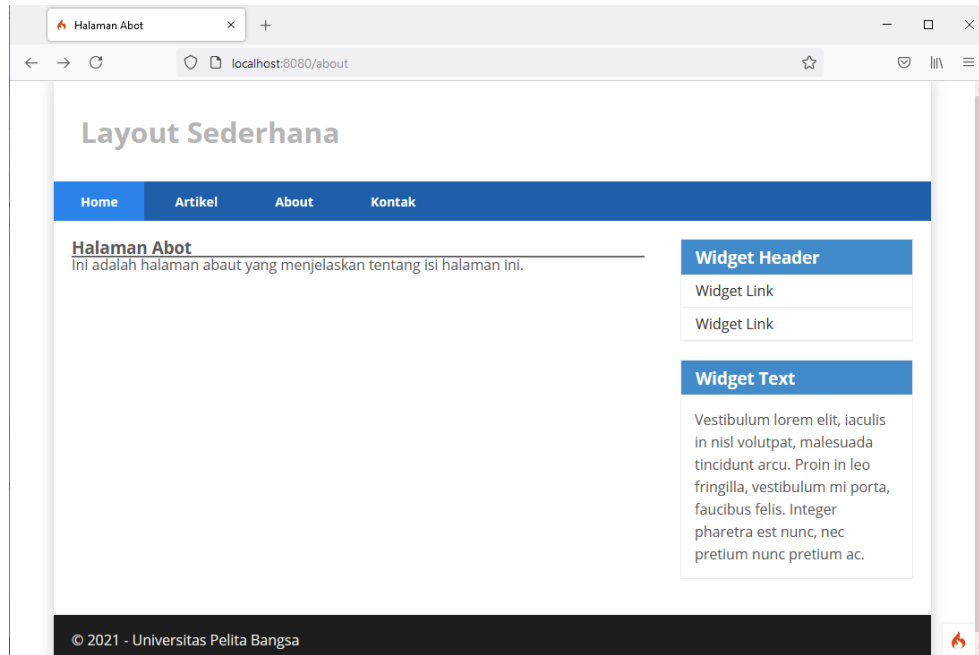 Halaman Abot
localhost:8080/about
Layout Sederhana
Home Artikel About Kontak
Halaman Abot
Ini adalah halaman abaut yang menjelaskan tentang isi halaman ini.
Widget Header
Widget Link
Widget Link
Widget Text
Vestibulum lorem elit, iaculis
in nisl volutpat, malesuada
tincidunt arcu. Proin in leo
fringilla, vestibulum mi porta,
faucibus felis. Integer
pharetra est nunc, nec
pretium nunc pretium ac.
© 2021 - Universitas Pelita Bangsa